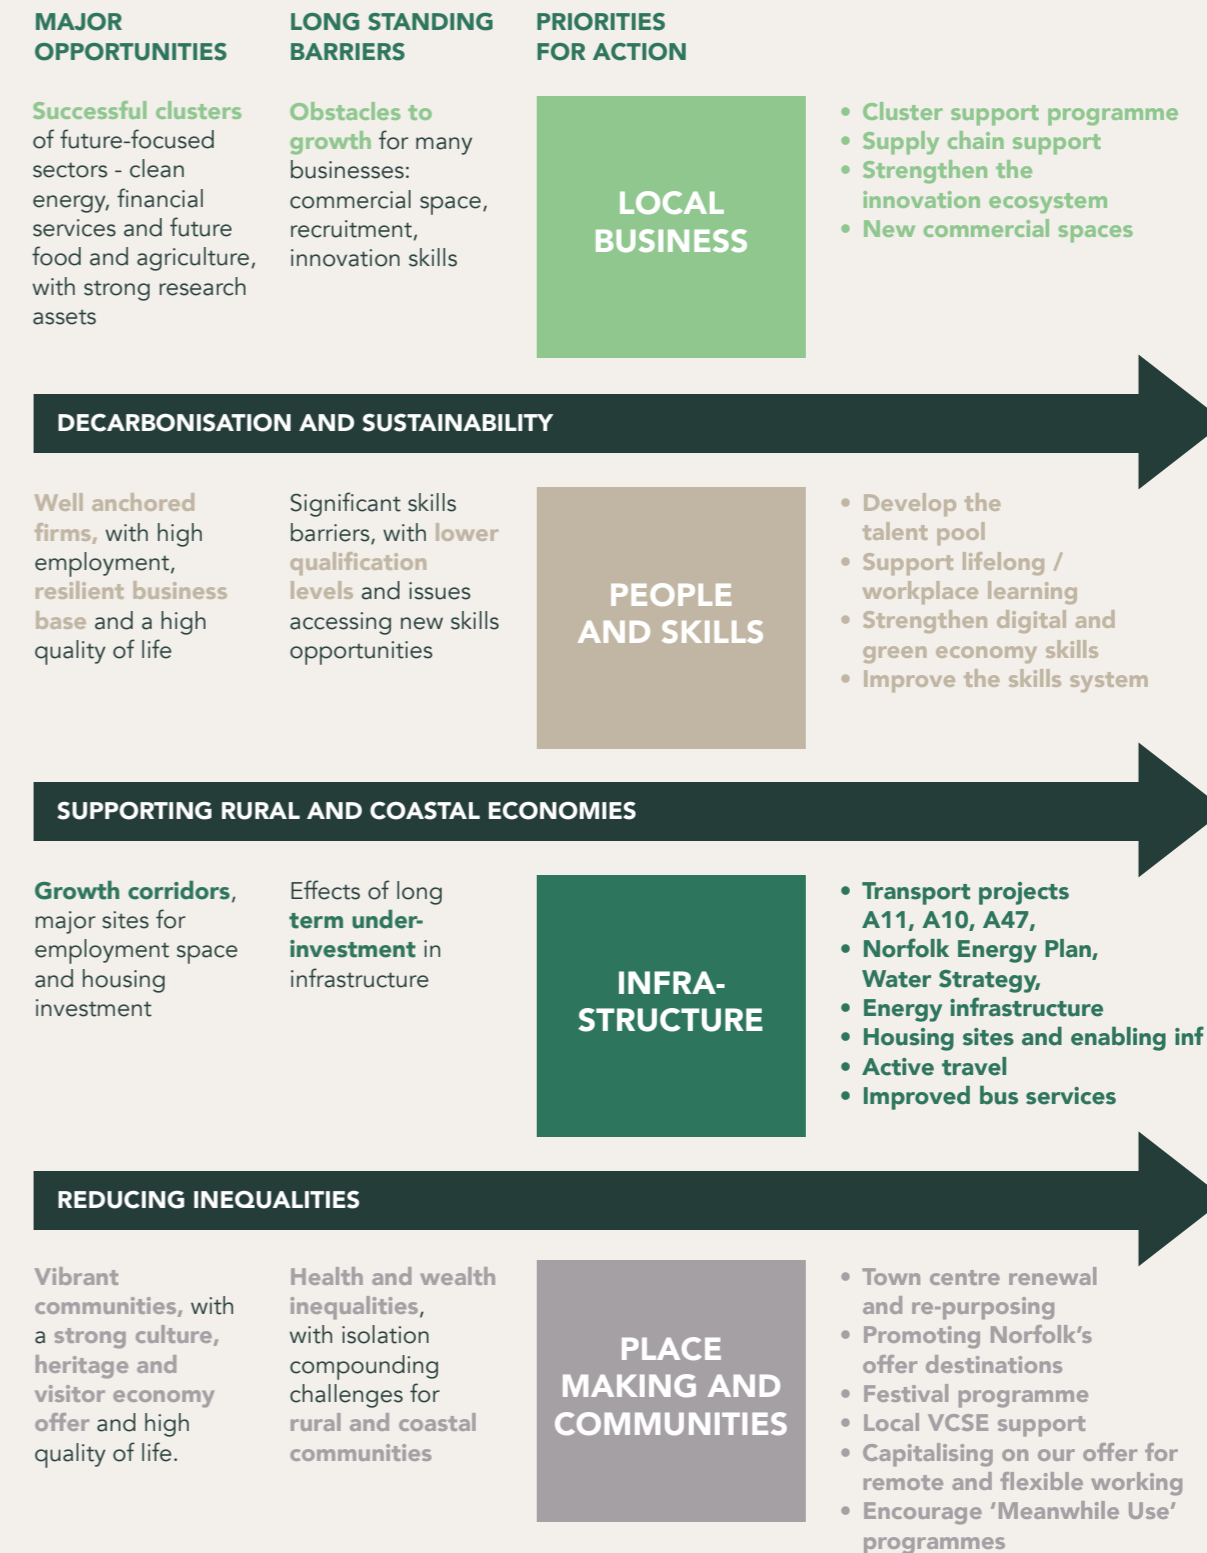 MAJOR
OPPORTUNITIES
LONG STANDING
BARRIERS
PRIORITIES
FOR ACTION
Successful clusters
of future-focused
sectors - clean
energy, financial
services and future
food and agriculture,
with strong research
assets
Obstacles to
growth for many
businesses:
commercial space,
recruitment,
innovation skills
LOCAL
BUSINESS
• Cluster support programme
• Supply chain support
• Strengthen the
innovation ecosystem
• New commercial spaces
DECARBONISATION AND SUSTAINABILITY
Well anchored
firms, with high
employment,
resilient business
base and a high
quality of life
Significant skills
barriers, with lower
qualification
levels and issues
accessing new skills
opportunities
PEOPLE
AND SKILLS
• Develop the
talent pool
• Support lifelong /
workplace learning
• Strengthen digital and
green economy skills
• Improve the skills system
SUPPORTING RURAL AND COASTAL ECONOMIES
Growth corridors,
major sites for
employment space
and housing
investment
Effects of long
term under-
investment in
infrastructure
INFRA-
STRUCTURE
• Transport projects
A11, A10, A47,
• Norfolk Energy Plan,
Water Strategy,
• Energy infrastructure
• Housing sites and enabling inf
• Active travel
• Improved bus services
REDUCING INEQUALITIES
Vibrant
communities, with
a strong culture,
heritage and
visitor economy
offer and high
quality of life.
Health and wealth
inequalities,
with isolation
compounding
challenges for
rural and coastal
communities
PLACE
MAKING AND
COMMUNITIES
• Town centre renewal
and re-purposing
• Promoting Norfolk's
offer destinations
• Festival programme
• Local VCSE support
• Capitalising on our offer for
remote and flexible working
• Encourage 'Meanwhile Use'
programmes